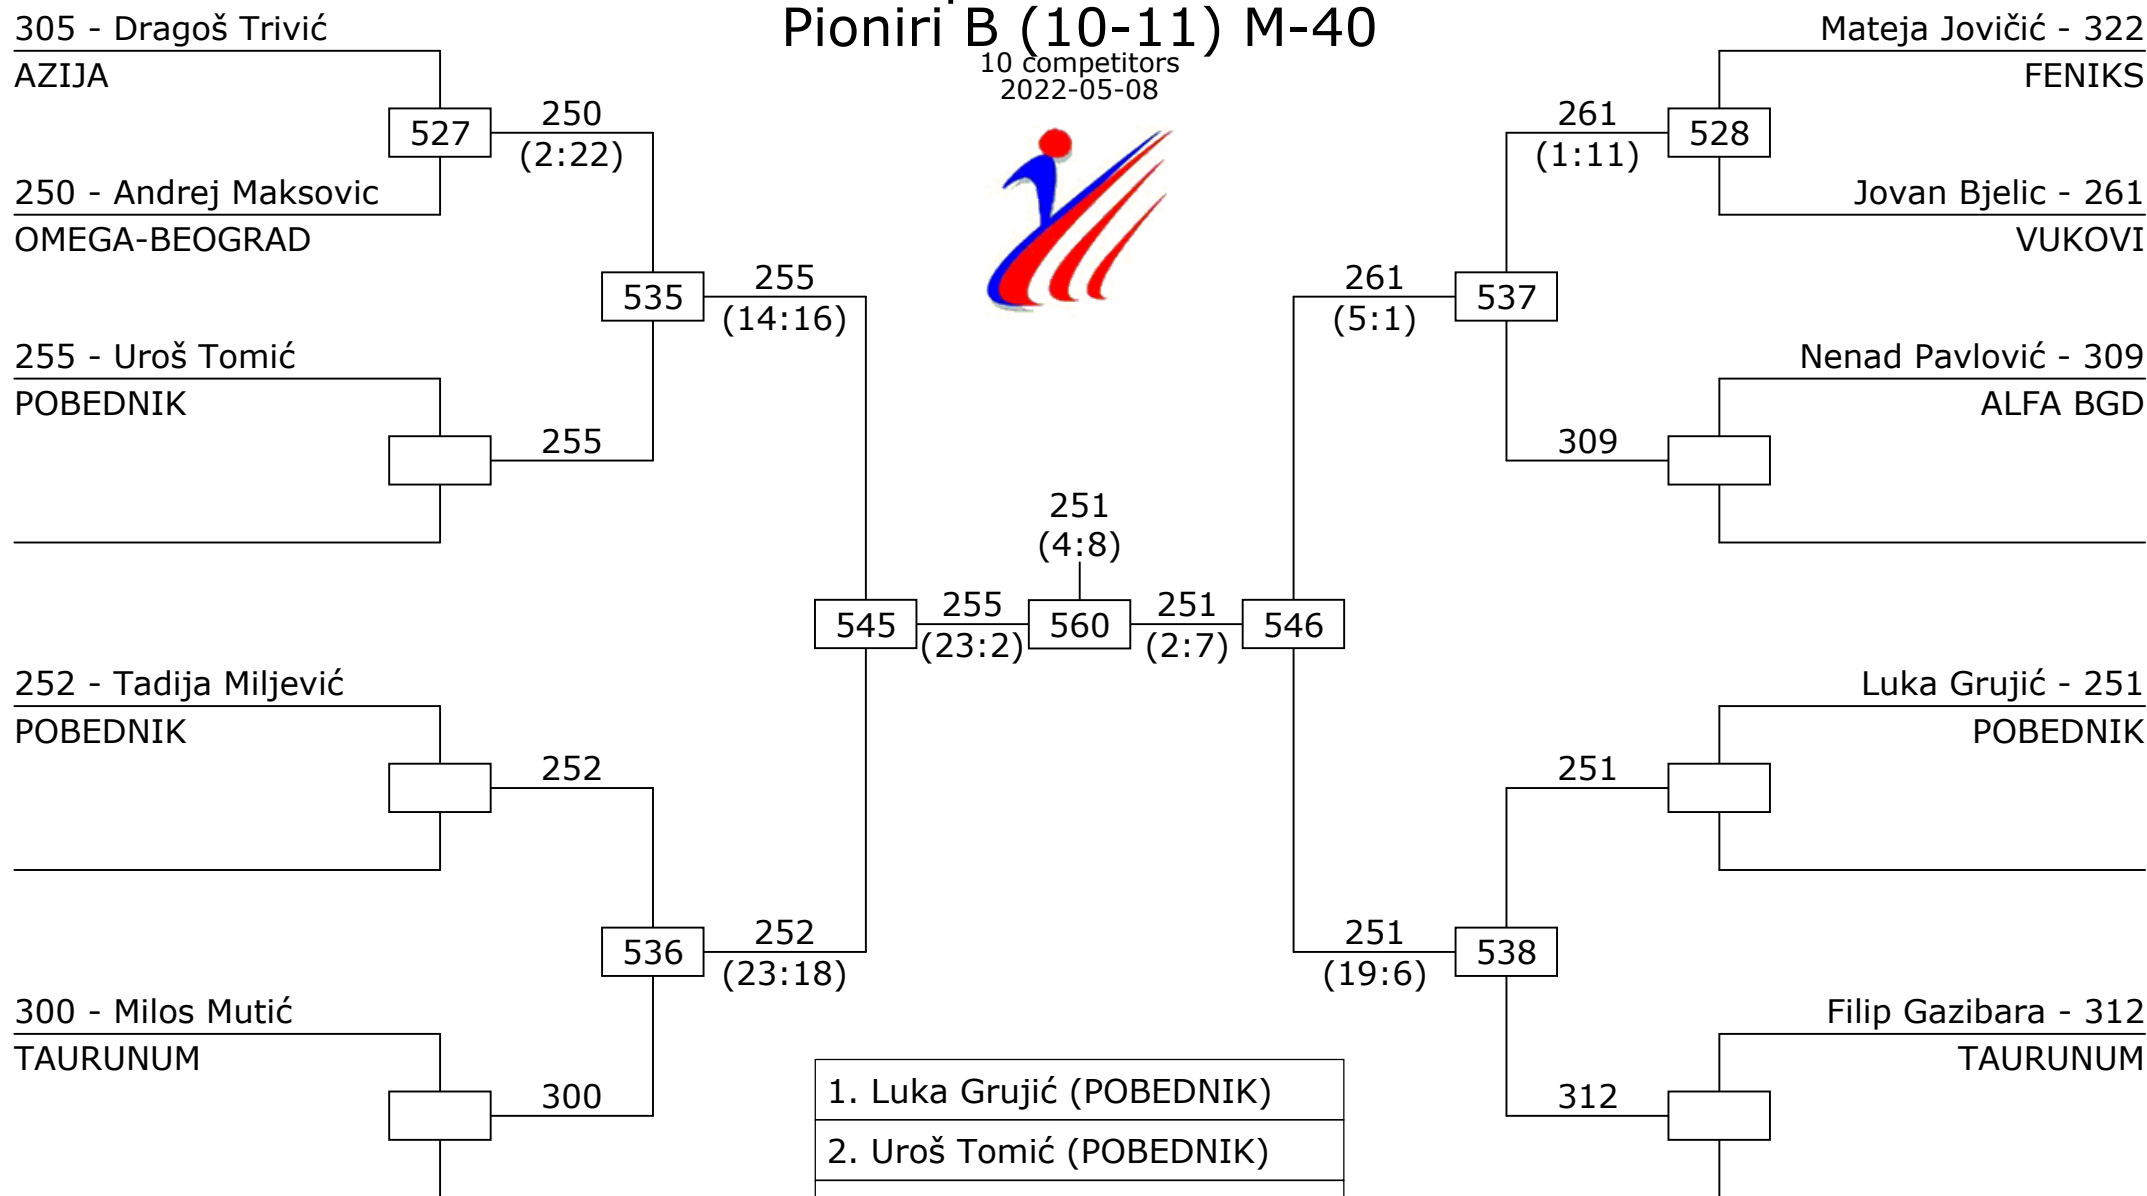 Pioniri B (10-11) M-40
10 competitors
2022-05-08
305 - Dragoš Trivić
AZIJA
527
250
(2:22)
250 - Andrej Maksovic
OMEGA-BEOGRAD
535
255
(14:16)
255 - Uroš Tomić
POBEDNIK
255
545
255
(23:2)
252 - Tadija Miljević
POBEDNIK
252
536
252
(23:18)
300 - Milos Mutić
TAURUNUM
300
251
(4:8)
560
Mateja Jovičić - 322
FENIKS
261
(1:11)
528
Jovan Bjelic - 261
VUKOVI
261
(5:1)
537
Nenad Pavlović - 309
ALFA BGD
309
251
(2:7)
546
Luka Grujić - 251
POBEDNIK
251
251
(19:6)
538
Filip Gazibara - 312
TAURUNUM
312
1. Luka Grujić (POBEDNIK)
2. Uroš Tomić (POBEDNIK)